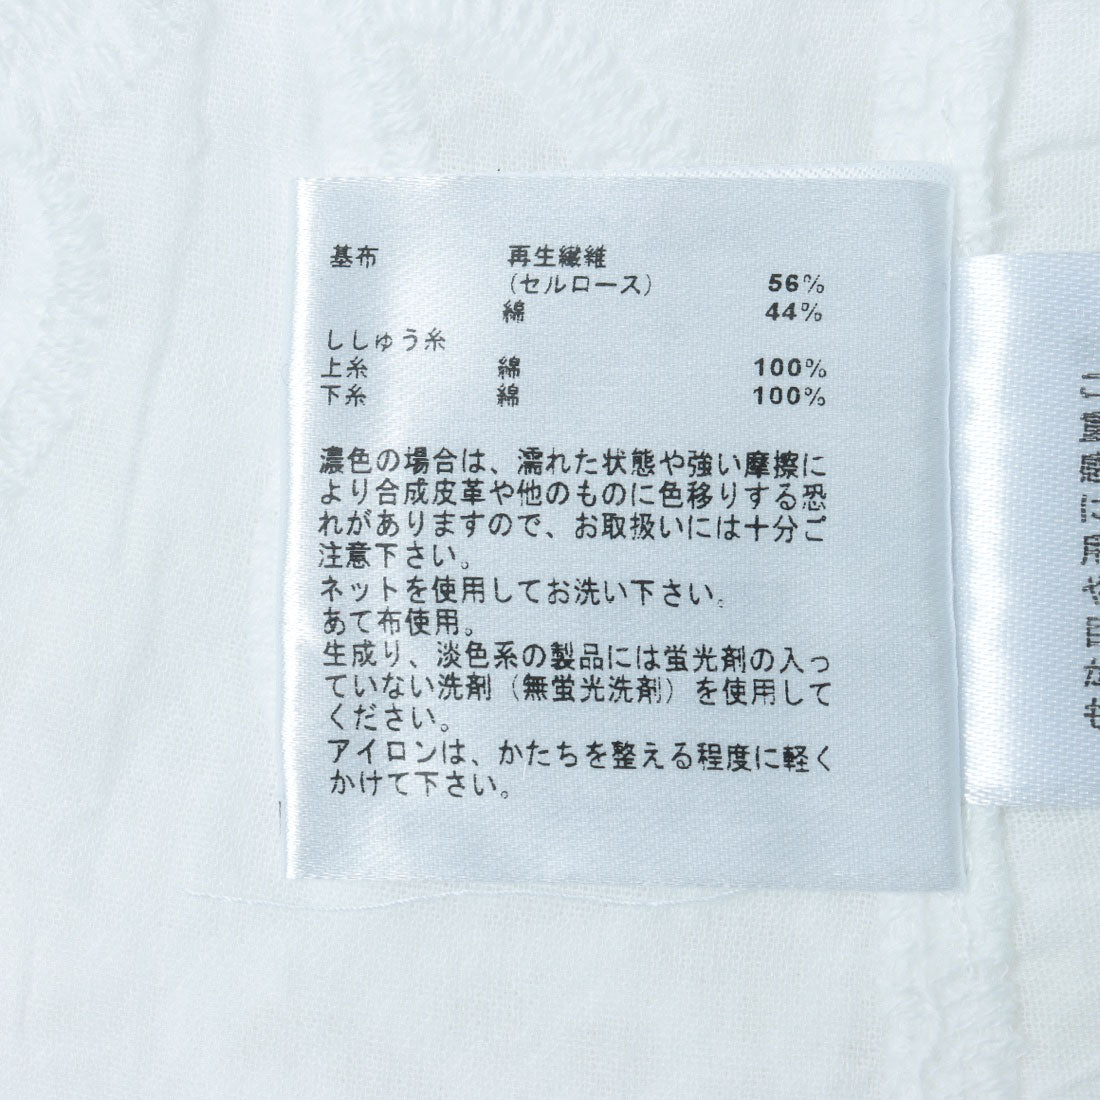 基布 再生繊維
(セルロース) 56%
綿 44%
ししゅう糸
上糸 綿 100%
下糸 綿 100%
濃色の場合は、濡れた状態や強い摩擦に
より合成皮革や他のものに色移りする恐
れがありますので、お取扱いには十分ご
注意下さい。
ネットを使用してお洗い下さい。
あて布使用。
生成り、淡色系の製品には蛍光剤の入っ
ていない洗剤（無蛍光洗剤）を使用して
ください。
アイロンは、かたちを整える程度に軽く
かけて下さい。